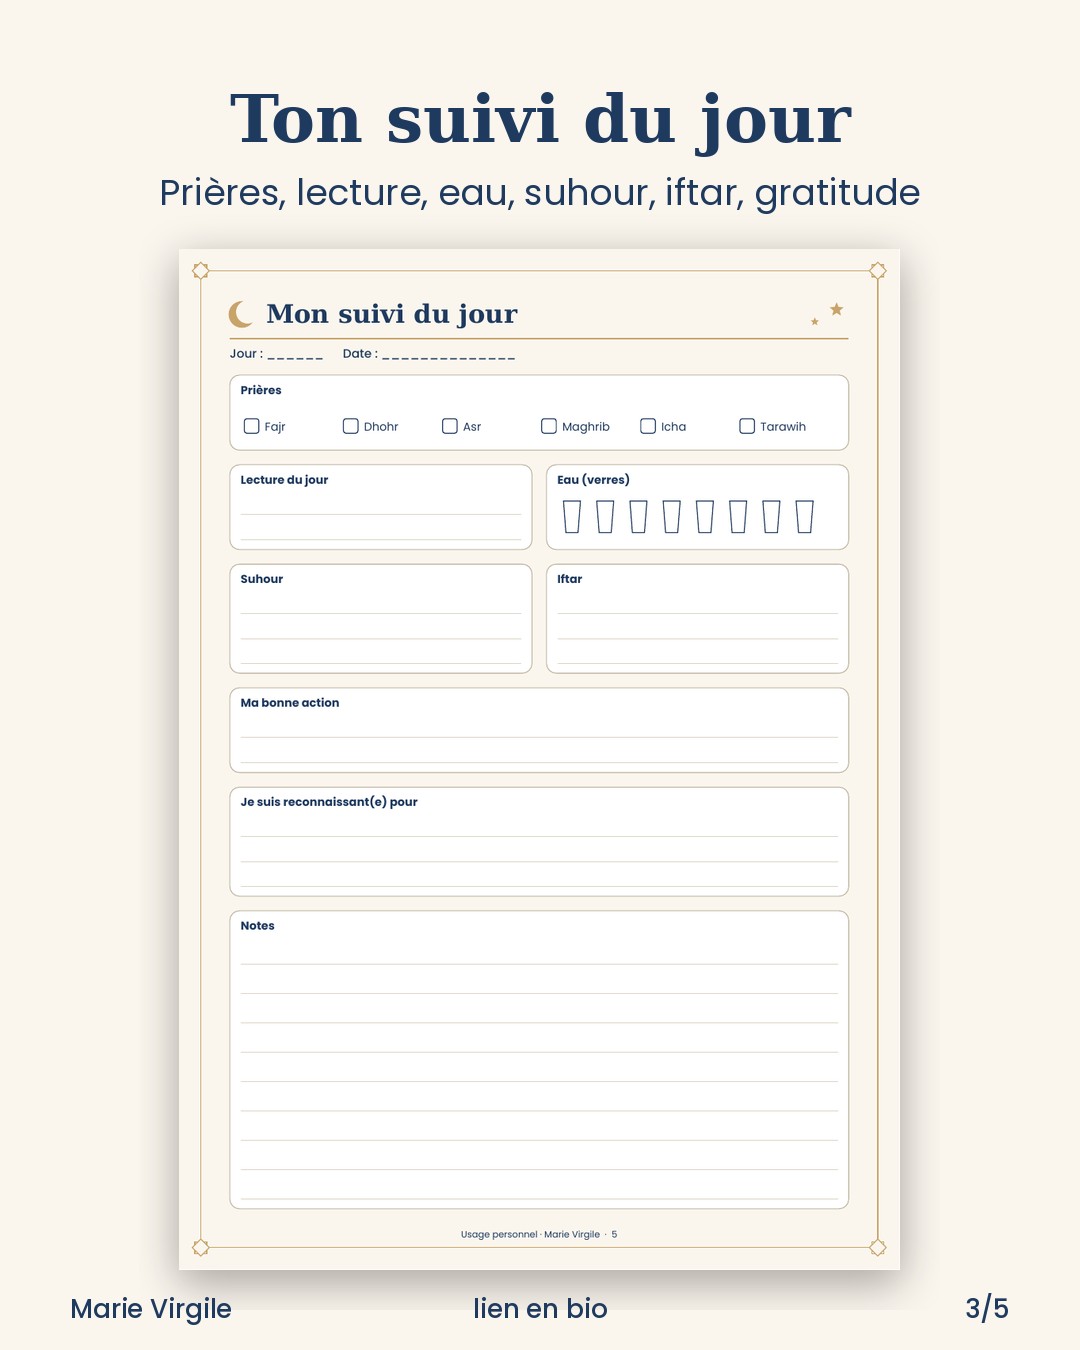 Ton suivi du jour
Prières, lecture, eau, suhour, iftar, gratitude
Mon suivi du jour
Jour : ______ Date : ______________
Prières
Fajr Dhohr Asr Maghrib Icha Tarawih
Lecture du jour
Eau (verres)
Suhour
Iftar
Ma bonne action
Je suis reconnaissant(e) pour
Notes
Usage personnel · Marie Virgile · 5
Marie Virgile lien en bio 3/5